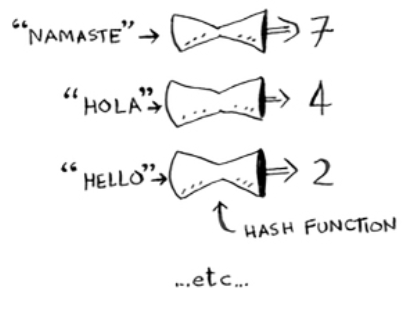 “NAMASTE” → ⇒ 7
“HOLA” → ⇒ 4
“HELLO” → ⇒ 2
HASH FUNCTION
...etc...